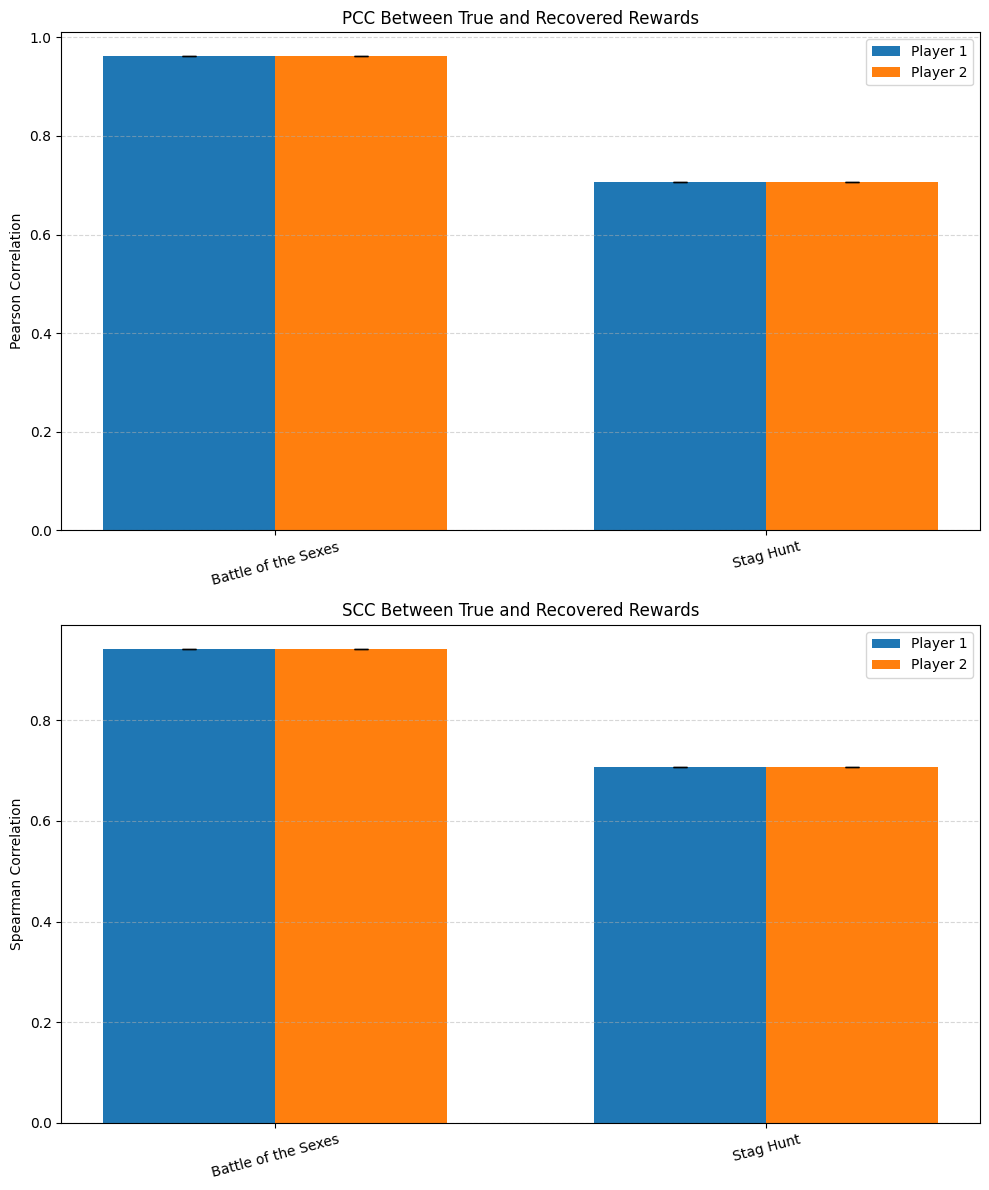 PCC Between True and Recovered Rewards
Pearson Correlation
1.0
0.8
0.6
0.4
0.2
0.0
Player 1
Player 2
Battle of the Sexes
Stag Hunt
SCC Between True and Recovered Rewards
Spearman Correlation
0.8
0.6
0.4
0.2
0.0
Player 1
Player 2
Battle of the Sexes
Stag Hunt